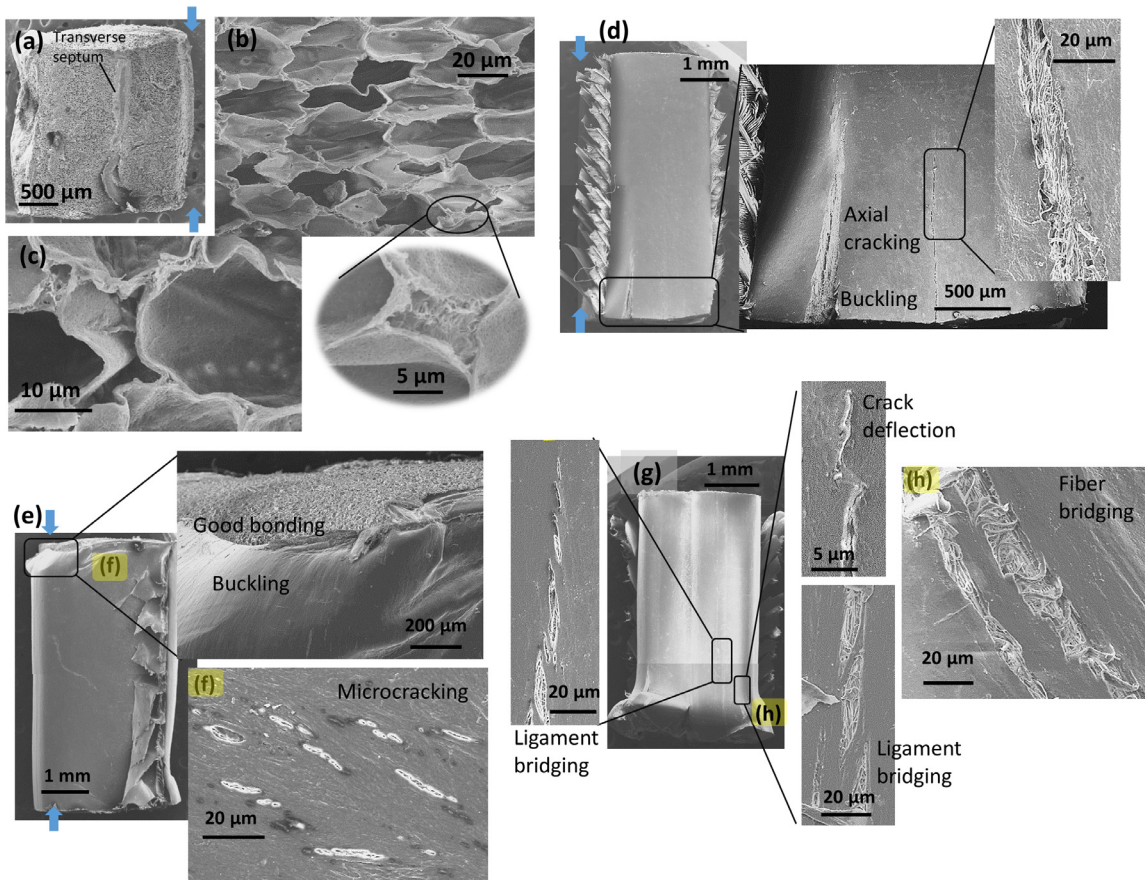 (a)
Transverse
septum
500 µm
(b)
20 µm
(c)
10 µm
5 µm
(d)
1 mm
Axial
cracking
Buckling
500 µm
20 µm
(e)
(f)
1 mm
Good bonding
Buckling
200 µm
(f)
Microcracking
20 µm
20 µm
Ligament
bridging
(g)
1 mm
(h)
Crack
deflection
5 µm
Ligament
bridging
20 µm
(h)
Fiber
bridging
20 µm